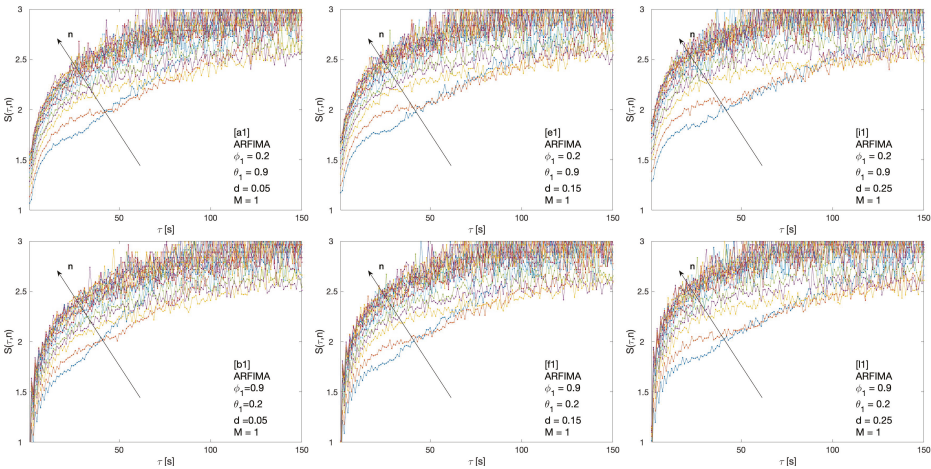 3
2.5
2
1.5
1
S(τ,n)
n
[a1]
ARFIMA
ϕ1 = 0.2
θ1 = 0.9
d = 0.05
M = 1
50
100
150
τ [s]
3
2.5
2
1.5
1
S(τ,n)
n
[e1]
ARFIMA
ϕ1 = 0.2
θ1 = 0.9
d = 0.15
M = 1
50
100
150
τ [s]
3
2.5
2
1.5
1
S(τ,n)
n
[i1]
ARFIMA
ϕ1 = 0.2
θ1 = 0.9
d = 0.25
M = 1
50
100
150
τ [s]
3
2.5
2
1.5
1
S(τ,n)
n
[b1]
ARFIMA
ϕ1=0.9
θ1=0.2
d =0.05
M = 1
50
100
150
τ [s]
3
2.5
2
1.5
1
S(τ,n)
n
[f1]
ARFIMA
ϕ1 = 0.9
θ1 = 0.2
d = 0.15
M = 1
50
100
150
τ [s]
3
2.5
2
1.5
1
S(τ,n)
n
[l1]
ARFIMA
ϕ1 = 0.9
θ1 = 0.2
d = 0.25
M = 1
50
100
150
τ [s]